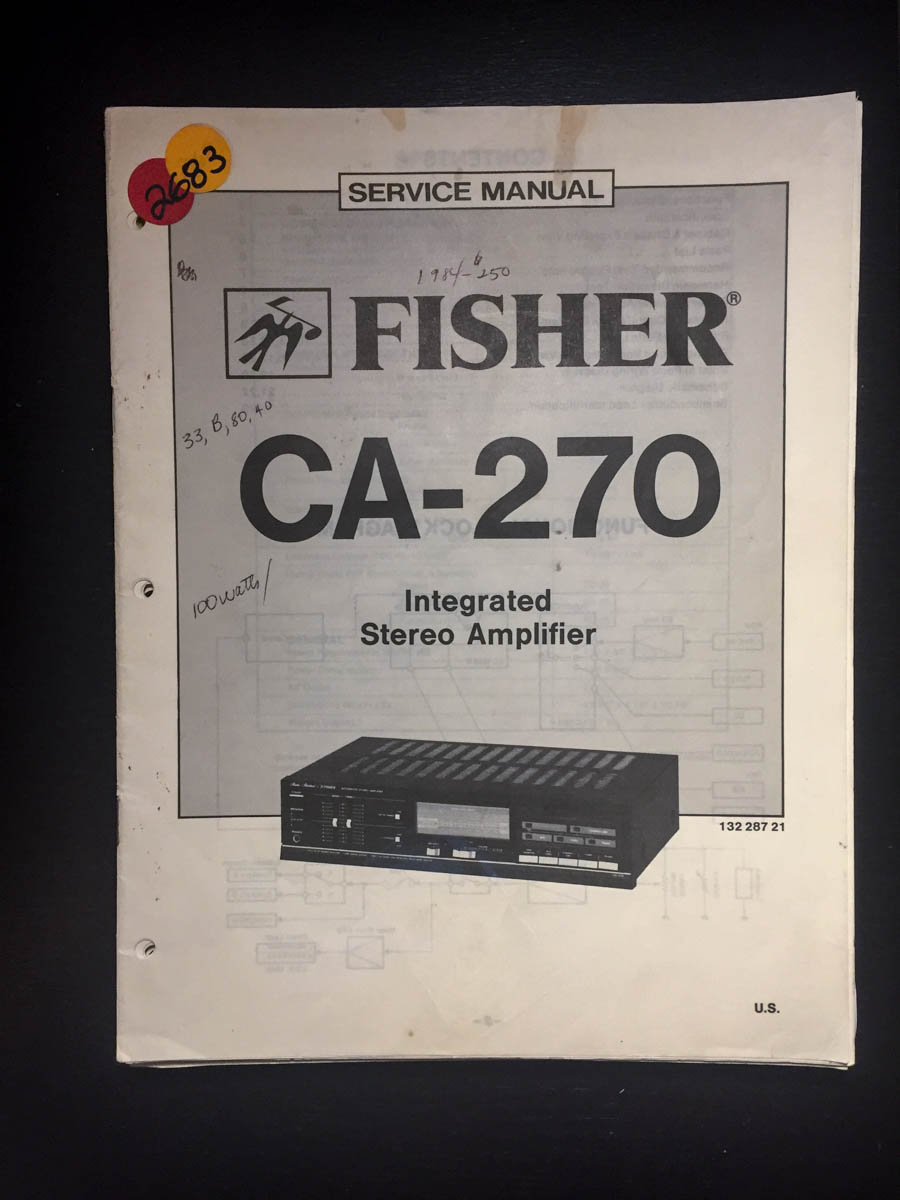 2683
SERVICE MANUAL
1984-$250
FISHER®
33, B, 80, 40
CA-270
100 watts/
Integrated
Stereo Amplifier
132 287 21
U.S.